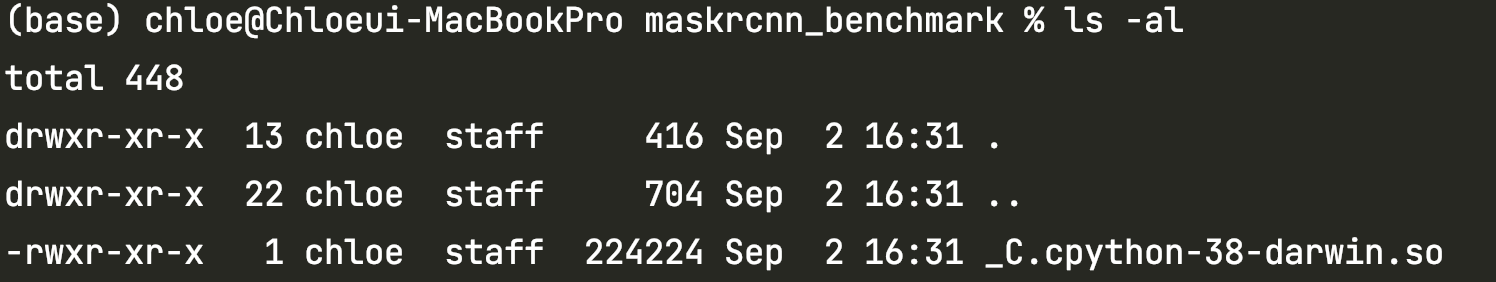 (base) chloe@Chloeui-MacBookPro maskrcnn_benchmark % ls -al
total 448
drwxr-xr-x  13 chloe  staff     416 Sep  2 16:31 .
drwxr-xr-x  22 chloe  staff     704 Sep  2 16:31 ..
-rwxr-xr-x   1 chloe  staff  224224 Sep  2 16:31 _C.cpython-38-darwin.so